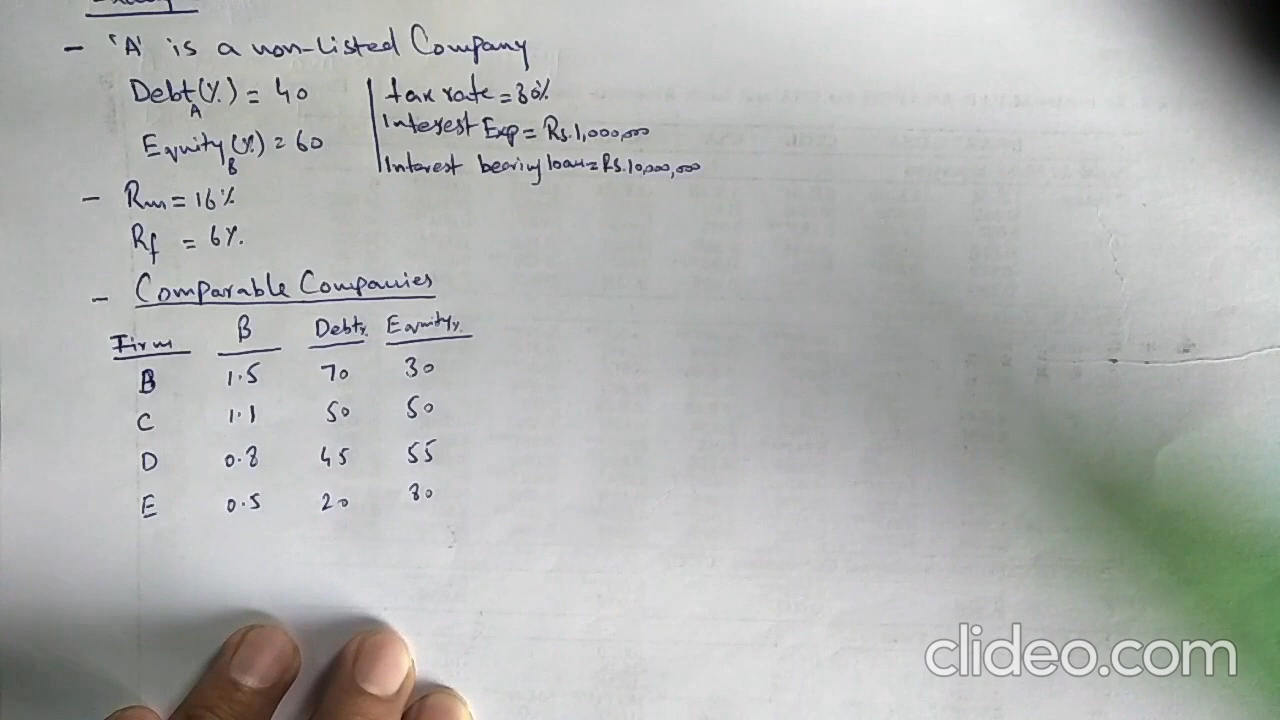 - 'A' is a non-Listed Company
Debt(%) = 40
A
Equity(%) = 60
B
tax rate = 30%
Interest Exp = Rs.1,000,000
Interest bearing loan = Rs.10,000,000
- Rm = 16%
Rf = 6%.
- Comparable Companies
Firm B Debt% Equity%
B 1.5 70 30
C 1.1 50 50
D 0.8 45 55
E 0.5 20 80
clideo.com